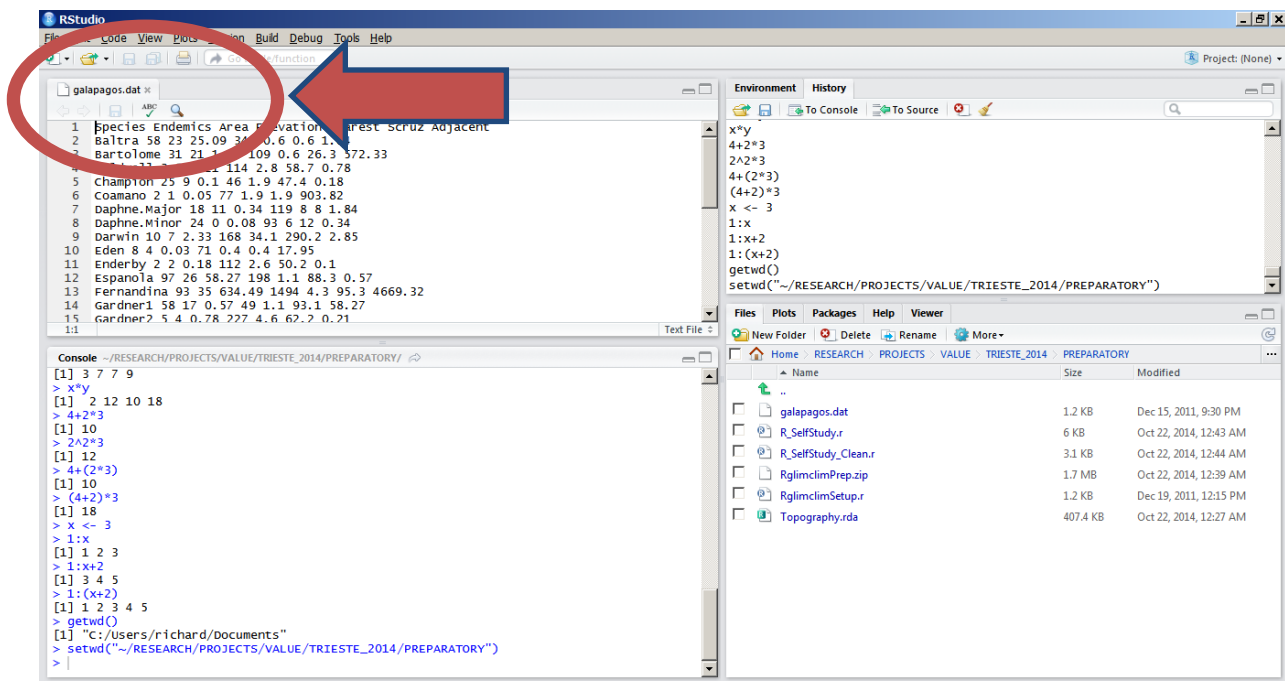 RStudio
Code View Plots Build Debug Tools Help
Project: (None)
galapagos.dat
ABC
1 Species Endemics Area Scruz Adjacent
2 Baltra 58 23 25.09 0.6 0.6
3 Bartolome 31 21 109 0.6 26.3 572.33
4 114 2.8 58.7 0.78
5 Champion 25 9 0.1 46 1.9 47.4 0.18
6 Coamano 2 1 0.05 77 1.9 1.9 903.82
7 Daphne.Major 18 11 0.34 119 8 8 1.84
8 Daphne.Minor 24 0 0.08 93 6 12 0.34
9 Darwin 10 7 2.33 168 34.1 290.2 2.85
10 Eden 8 4 0.03 71 0.4 0.4 17.95
11 Enderby 2 2 0.18 112 2.6 50.2 0.1
12 Espanola 97 26 58.27 198 1.1 88.3 0.57
13 Fernandina 93 35 634.49 1494 4.3 95.3 4669.32
14 Gardner1 58 17 0.57 49 1.1 93.1 58.27
15 Gardner2 5 4 0.78 227 4.6 62.2 0.21
1:1 Text File
Console ~/RESEARCH/PROJECTS/VALUE/TRIESTE_2014/PREPARATORY/
[1] 3 7 7 9
> x*y
[1] 2 12 10 18
> 4+2*3
[1] 10
> 2^2*3
[1] 12
> 4+(2*3)
[1] 10
> (4+2)*3
[1] 18
> x <- 3
> 1:x
[1] 1 2 3
> 1:x+2
[1] 3 4 5
> 1:(x+2)
[1] 1 2 3 4 5
> getwd()
[1] "C:/Users/richard/Documents"
> setwd("~/RESEARCH/PROJECTS/VALUE/TRIESTE_2014/PREPARATORY")
>
Environment History
To Console To Source
x*y
4+2*3
2^2*3
4+(2*3)
(4+2)*3
x <- 3
1:x
1:x+2
1:(x+2)
getwd()
setwd("~/RESEARCH/PROJECTS/VALUE/TRIESTE_2014/PREPARATORY")
Files Plots Packages Help Viewer
New Folder Delete Rename More
Home RESEARCH PROJECTS VALUE TRIESTE_2014 PREPARATORY ...
Name Size Modified
..
galapagos.dat 1.2 KB Dec 15, 2011, 9:30 PM
R_SelfStudy.r 6 KB Oct 22, 2014, 12:43 AM
R_SelfStudy_Clean.r 3.1 KB Oct 22, 2014, 12:44 AM
RglimclimPrep.zip 1.7 MB Oct 22, 2014, 12:39 AM
RglimclimSetup.r 1.2 KB Dec 19, 2011, 12:15 PM
Topography.rda 407.4 KB Oct 22, 2014, 12:27 AM